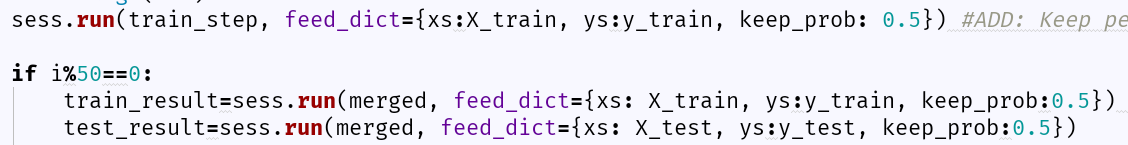 sess.run(train_step, feed_dict={xs:X_train, ys:y_train, keep_prob: 0.5}) #ADD: Keep
if i%50==0:
train_result=sess.run(merged, feed_dict={xs: X_train, ys:y_train, keep_prob:0.5})
test_result=sess.run(merged, feed_dict={xs: X_test, ys:y_test, keep_prob:0.5})